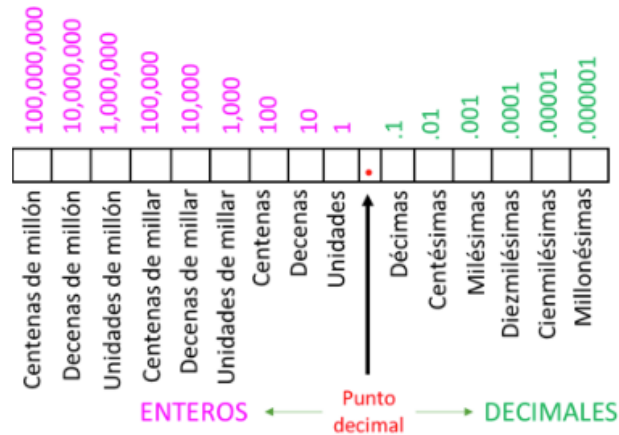 100,000,000
10,000,000
1,000,000
100,000
10,000
1,000
100
10
1
.1
.01
.001
.0001
.00001
.000001
.
Centenas de millón
Decenas de millón
Unidades de millón
Centenas de millar
Decenas de millar
Unidades de millar
Centenas
Decenas
Unidades
Décimas
Centésimas
Milésimas
Diezmilésimas
Cienmilésimas
Millonésimas
ENTEROS
Punto
decimal
DECIMALES